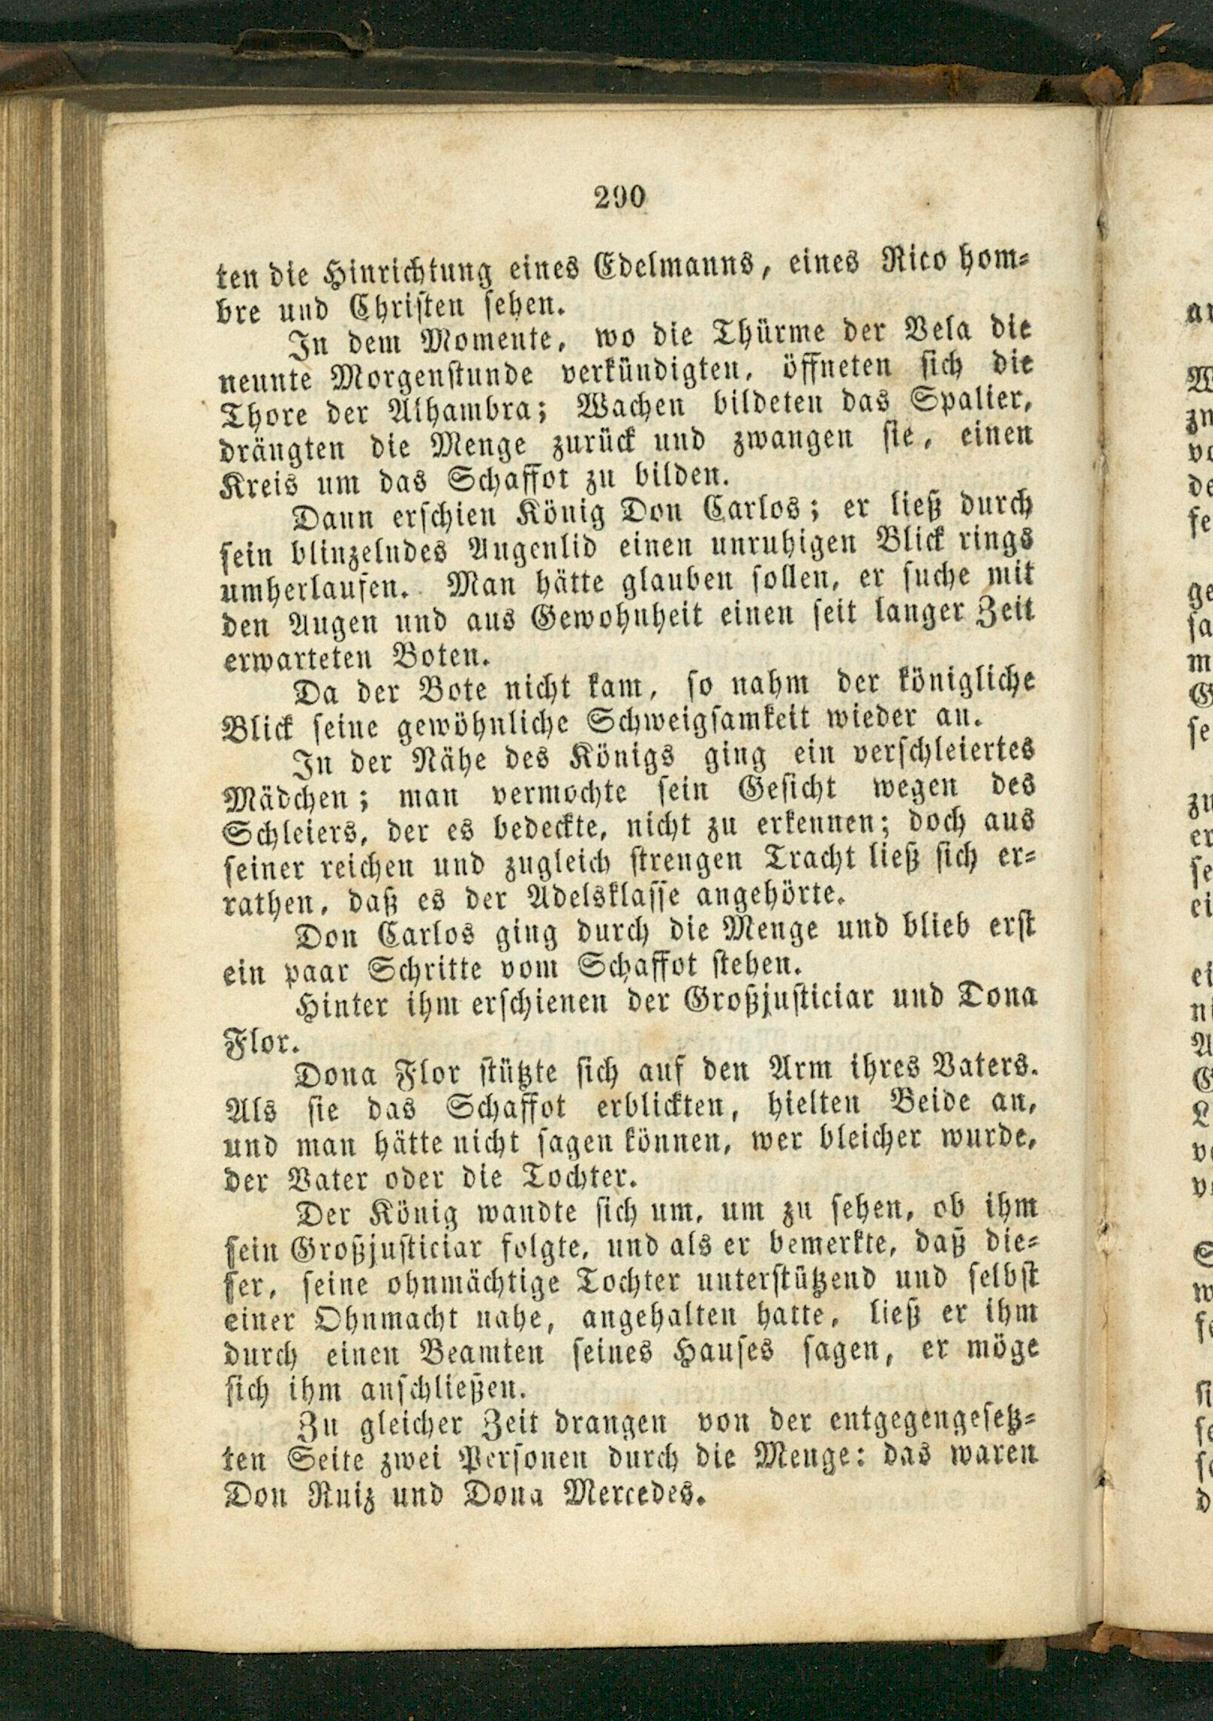 290
ten die Hinrichtung eines Edelmanns, eines Rico hom-
bre und Christen sehen.
In dem Momente, wo die Thürme der Vela die
neunte Morgenstunde verkündigten, öffneten sich die
Thore der Alhambra; Wachen bildeten das Spalier,
drängten die Menge zurück und zwangen sie, einen
Kreis um das Schaffot zu bilden.
Dann erschien König Don Carlos; er ließ durch
sein blinzelndes Augenlid einen unruhigen Blick rings
umherlaufen. Man hätte glauben sollen, er suche mit
den Augen und aus Gewohnheit einen seit langer Zeit
erwarteten Boten.
Da der Bote nicht kam, so nahm der königliche
Blick seine gewöhnliche Schweigsamkeit wieder an.
In der Nähe des Königs ging ein verschleiertes
Mädchen; man vermochte sein Gesicht wegen des
Schleiers, der es bedeckte, nicht zu erkennen; doch aus
seiner reichen und zugleich strengen Tracht ließ sich er-
rathen, daß es der Adelsklasse angehörte.
Don Carlos ging durch die Menge und blieb erst
ein paar Schritte vom Schaffot stehen.
Hinter ihm erschienen der Großjusticiar und Dona
Flor.
Dona Flor stützte sich auf den Arm ihres Vaters.
Als sie das Schaffot erblickten, hielten Beide an,
und man hätte nicht sagen können, wer bleicher wurde,
der Vater oder die Tochter.
Der König wandte sich um, um zu sehen, ob ihm
sein Großjusticiar folgte, und als er bemerkte, daß die-
ser, seine ohnmächtige Tochter unterstützend und selbst
einer Ohnmacht nahe, angehalten hatte, ließ er ihm
durch einen Beamten seines Hauses sagen, er möge
sich ihm anschließen.
Zu gleicher Zeit drangen von der entgegengesetz-
ten Seite zwei Personen durch die Menge: das waren
Don Ruiz und Dona Mercedes.